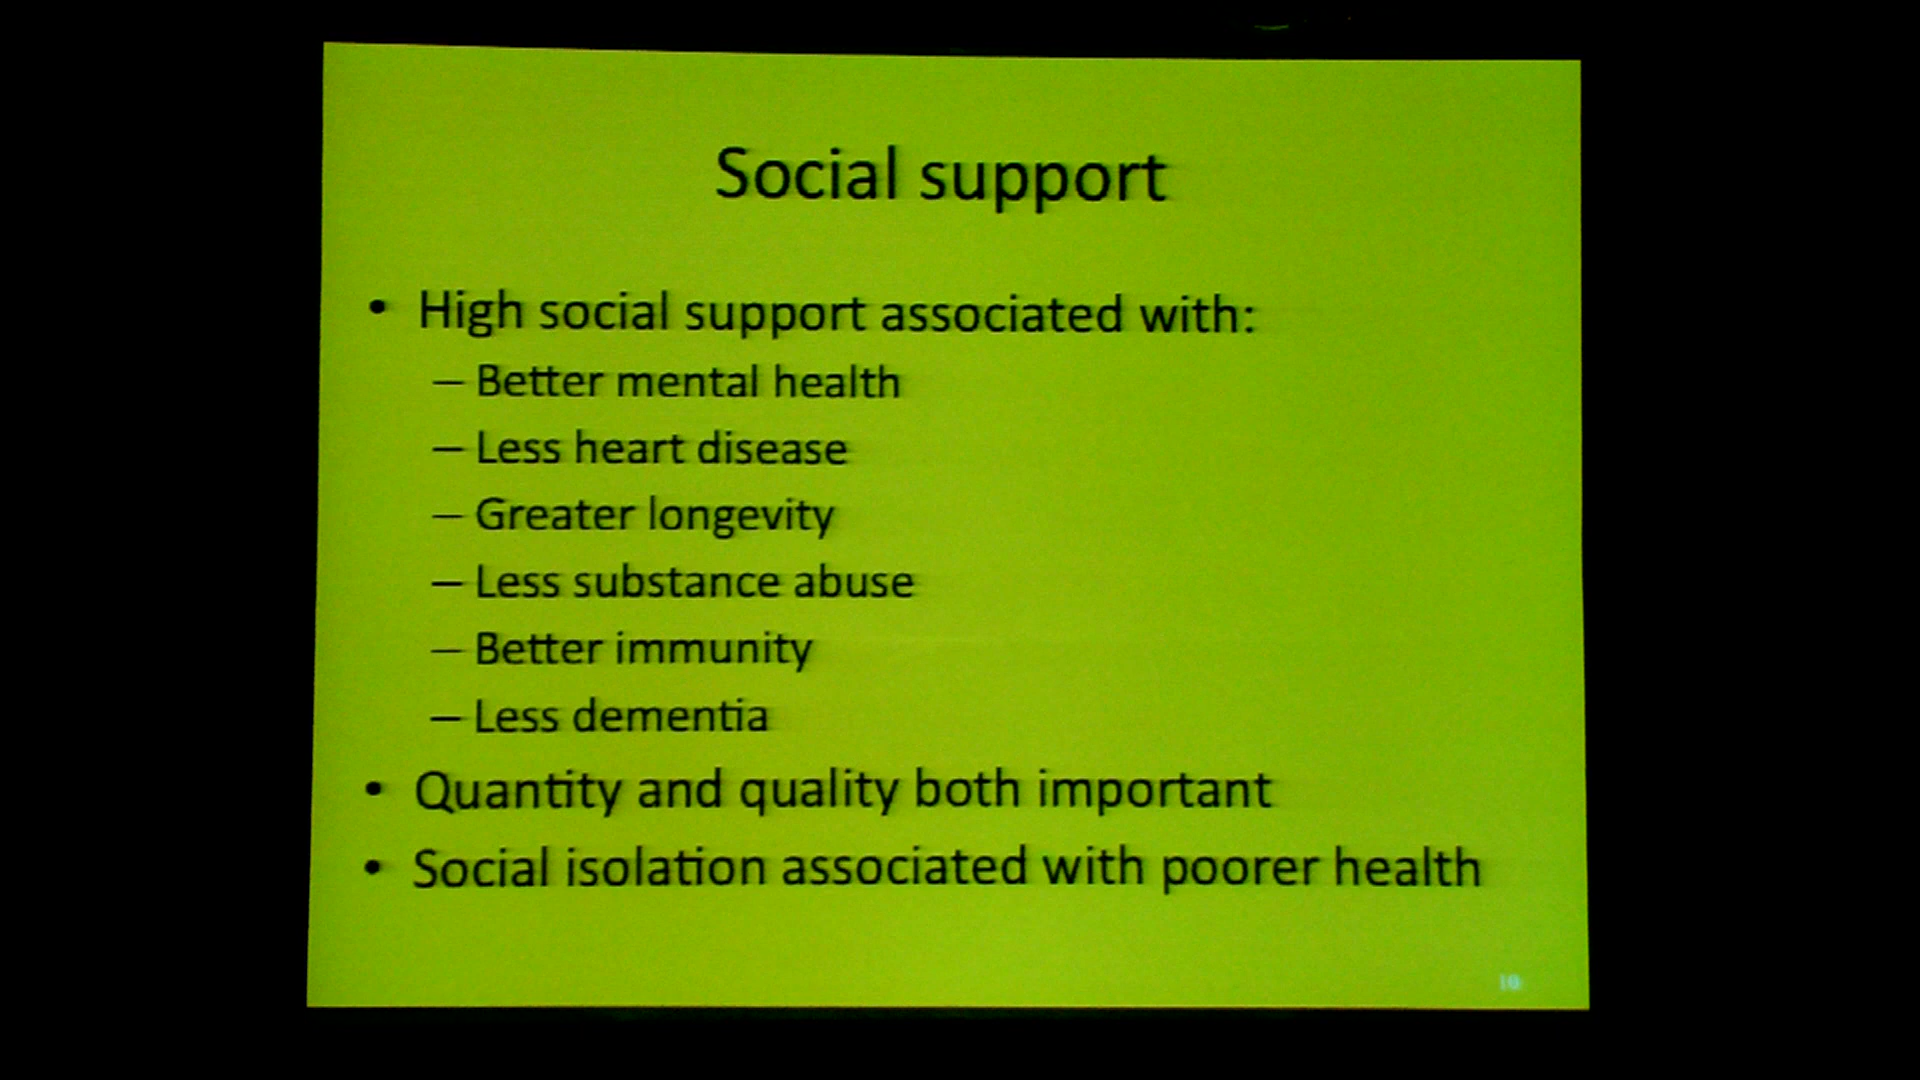 Social support
• High social support associated with:
– Better mental health
– Less heart disease
– Greater longevity
– Less substance abuse
– Better immunity
– Less dementia
• Quantity and quality both important
• Social isolation associated with poorer health
10